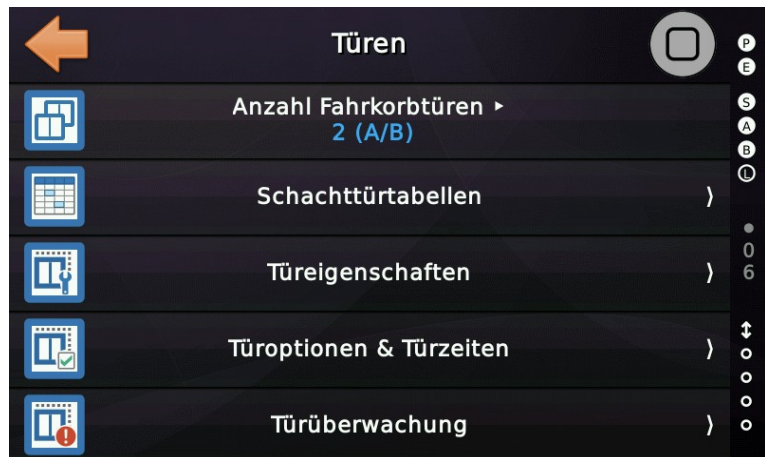 Türen
Anzahl Fahrkorbtüren ▸
2 (A/B)
Schachttürtabellen
Türeigenschaften
Türoptionen & Türzeiten
Türüberwachung
P
E
S
A
B
L
0
6